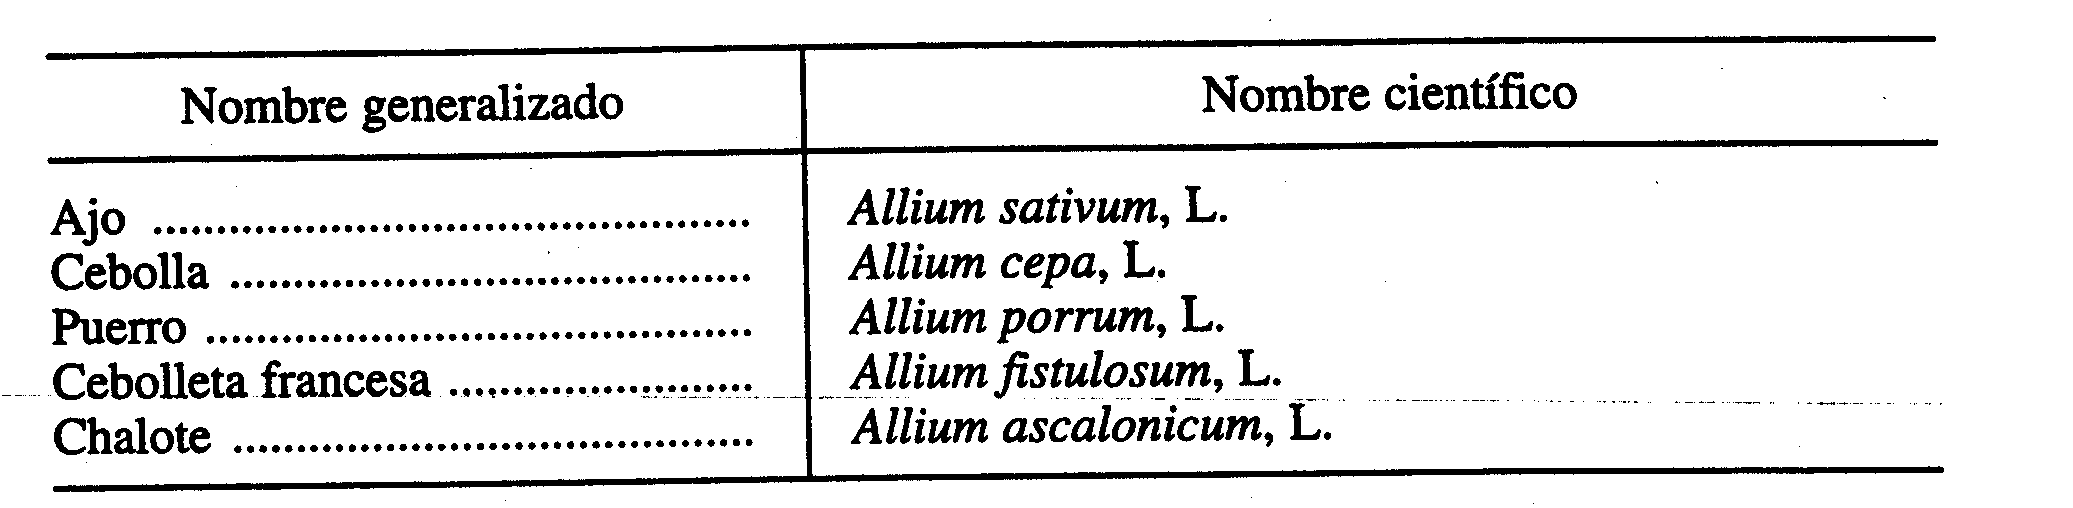 Nombre generalizado Nombre científico
Ajo ............................................... Allium sativum, L.
Cebolla ......................................... Allium cepa, L.
Puerro ........................................... Allium porrum, L.
Cebolleta francesa ........................ Allium fistulosum, L.
Chalote ......................................... Allium ascalonicum, L.